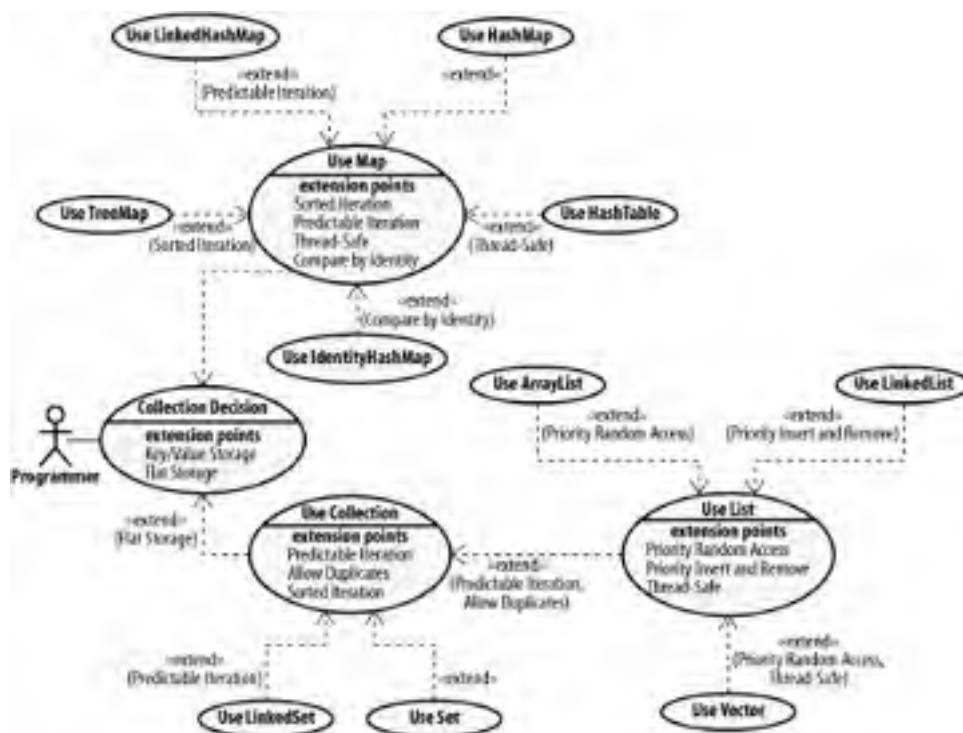 Use LinkedHashMap
Use HashMap
«extend»
(Predictable Iteration)
«extend»
Use Map
extension points
Sorted Iteration
Predictable Iteration
Thread-Safe
Compare by Identity
Use TreeMap
«extend»
(Sorted Iteration)
Use HashTable
«extend»
(Thread-Safe)
«extend»
(Compare by Identity)
Use IdentityHashMap
Use ArrayList
Use LinkedList
«extend»
(Priority Random Access)
«extend»
(Priority Insert and Remove)
Collection Decision
extension points
Key/Value Storage
Flat Storage
Programmer
«extend»
(Flat Storage)
Use Collection
extension points
Predictable Iteration
Allow Duplicates
Sorted Iteration
«extend»
(Predictable Iteration,
Allow Duplicates)
Use List
extension points
Priority Random Access
Priority Insert and Remove
Thread-Safe
«extend»
(Predictable Iteration)
«extend»
«extend»
(Priority Random Access,
Thread-Safe)
Use LinkedSet
Use Set
Use Vector